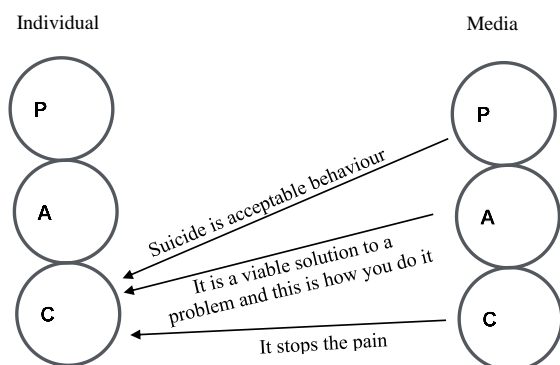 Individual
Media
P
P
Suicide is acceptable behaviour
A
A
It is a viable solution to a
problem and this is how you do it
C
C
It stops the pain